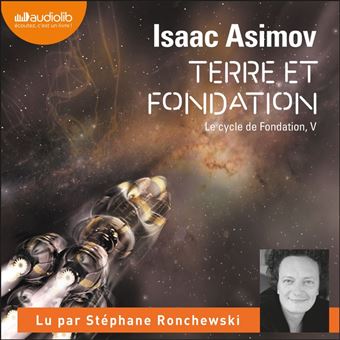 audiolib
écoutez, c'est un livre !
Isaac Asimov
TERRE ET
FONDATION
Le cycle de Fondation, V
Lu par Stéphane Ronchewski